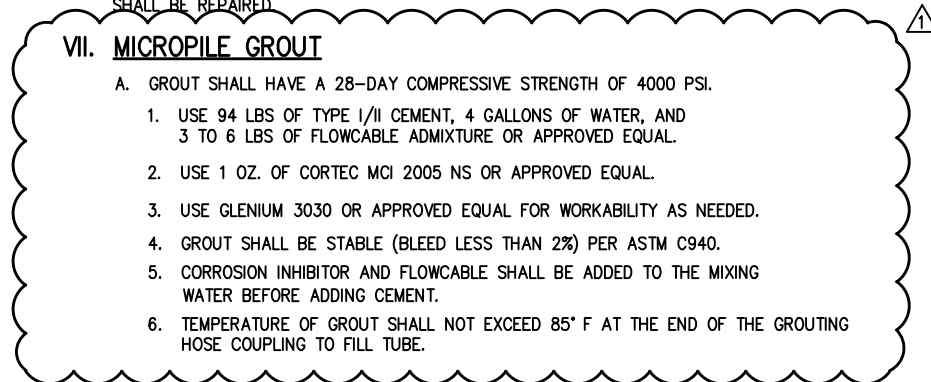 SHALL BE REPAIRED.
1
VII. MICROPILE GROUT
A. GROUT SHALL HAVE A 28-DAY COMPRESSIVE STRENGTH OF 4000 PSI.
1. USE 94 LBS OF TYPE I/II CEMENT, 4 GALLONS OF WATER, AND
3 TO 6 LBS OF FLOWCABLE ADMIXTURE OR APPROVED EQUAL.
2. USE 1 OZ. OF CORTEC MCI 2005 NS OR APPROVED EQUAL.
3. USE GLENIUM 3030 OR APPROVED EQUAL FOR WORKABILITY AS NEEDED.
4. GROUT SHALL BE STABLE (BLEED LESS THAN 2%) PER ASTM C940.
5. CORROSION INHIBITOR AND FLOWCABLE SHALL BE ADDED TO THE MIXING
WATER BEFORE ADDING CEMENT.
6. TEMPERATURE OF GROUT SHALL NOT EXCEED 85° F AT THE END OF THE GROUTING
HOSE COUPLING TO FILL TUBE.